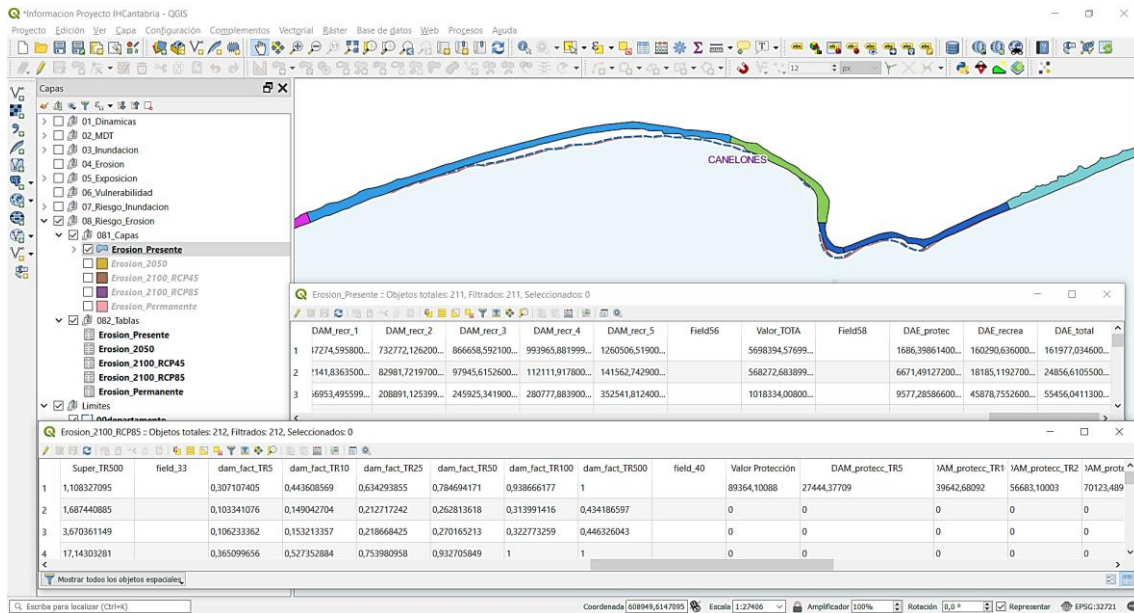 *Informacion Proyecto IHCantabria - QGIS
Proyecto Edición Ver Capa Configuración Complementos Vectorial Ráster Base de datos Web Procesos Ayuda
12 px
Capas
01_Dinamicas
02_MDT
03_Inundacion
04_Erosion
05_Exposicion
06_Vulnerabilidad
07_Riesgo_Inundacion
08_Riesgo_Erosion
081_Capas
Erosion_Presente
Erosion_2050
Erosion_2100_RCP45
Erosion_2100_RCP85
Erosion_Permanente
082_Tablas
Erosion_Presente
Erosion_2050
Erosion_2100_RCP45
Erosion_2100_RCP85
Erosion_Permanente
Limites
CANELONES
Erosion_Presente :: Objetos totales: 211, Filtrados: 211, Seleccionados: 0
DAM_recr_1 DAM_recr_2 DAM_recr_3 DAM_recr_4 DAM_recr_5 Field56 Valor_TOTA Field58 DAE_protec DAE_recrea DAE_total
1 732772,126200... 866658,592100... 993965,881999... 1260506,51900... 5698394,57699... 1686,39861400... 160290,636000... 161977,034600...
2 82981,7219700... 97945,6152600... 112111,917800... 141562,742900... 568272,683899... 6671,49127200... 18185,1192700... 24856,6105500...
3 208891,125399... 245925,341900... 280777,883900... 352541,812400... 1018334,00800... 9577,28586600... 45878,7552600... 55456,0411300...
Erosion_2100_RCP85 :: Objetos totales: 212, Filtrados: 212, Seleccionados: 0
Super_TR500 field_33 dam_fact_TR5 dam_fact_TR10 dam_fact_TR25 dam_fact_TR50 dam_fact_TR100 dam_fact_TR500 field_40 Valor Protección DAM_protecc_TR5
1 1,108327095 0,307107405 0,443608569 0,634293855 0,784694171 0,938666177 1 89364,10088 27444,37709 39642,68092 56683,10003 70123,489
2 1,687440885 0,103341076 0,149042704 0,212717242 0,262813618 0,313991416 0,434186597 0 0 0 0 0
3 3,670361149 0,106233362 0,153213357 0,218668425 0,270165213 0,322773259 0,446326043 0 0 0 0 0
4 17,14303281 0,365099656 0,527352884 0,753980958 0,932705849 1 1 0 0 0 0 0
Mostrar todos los objetos espaciales
Escriba para localizar (Ctrl+K) Coordenada 608949,6147095 Escala 1:27406 Amplificador 100% Rotación 0,0 ° Representar EPSG:32721